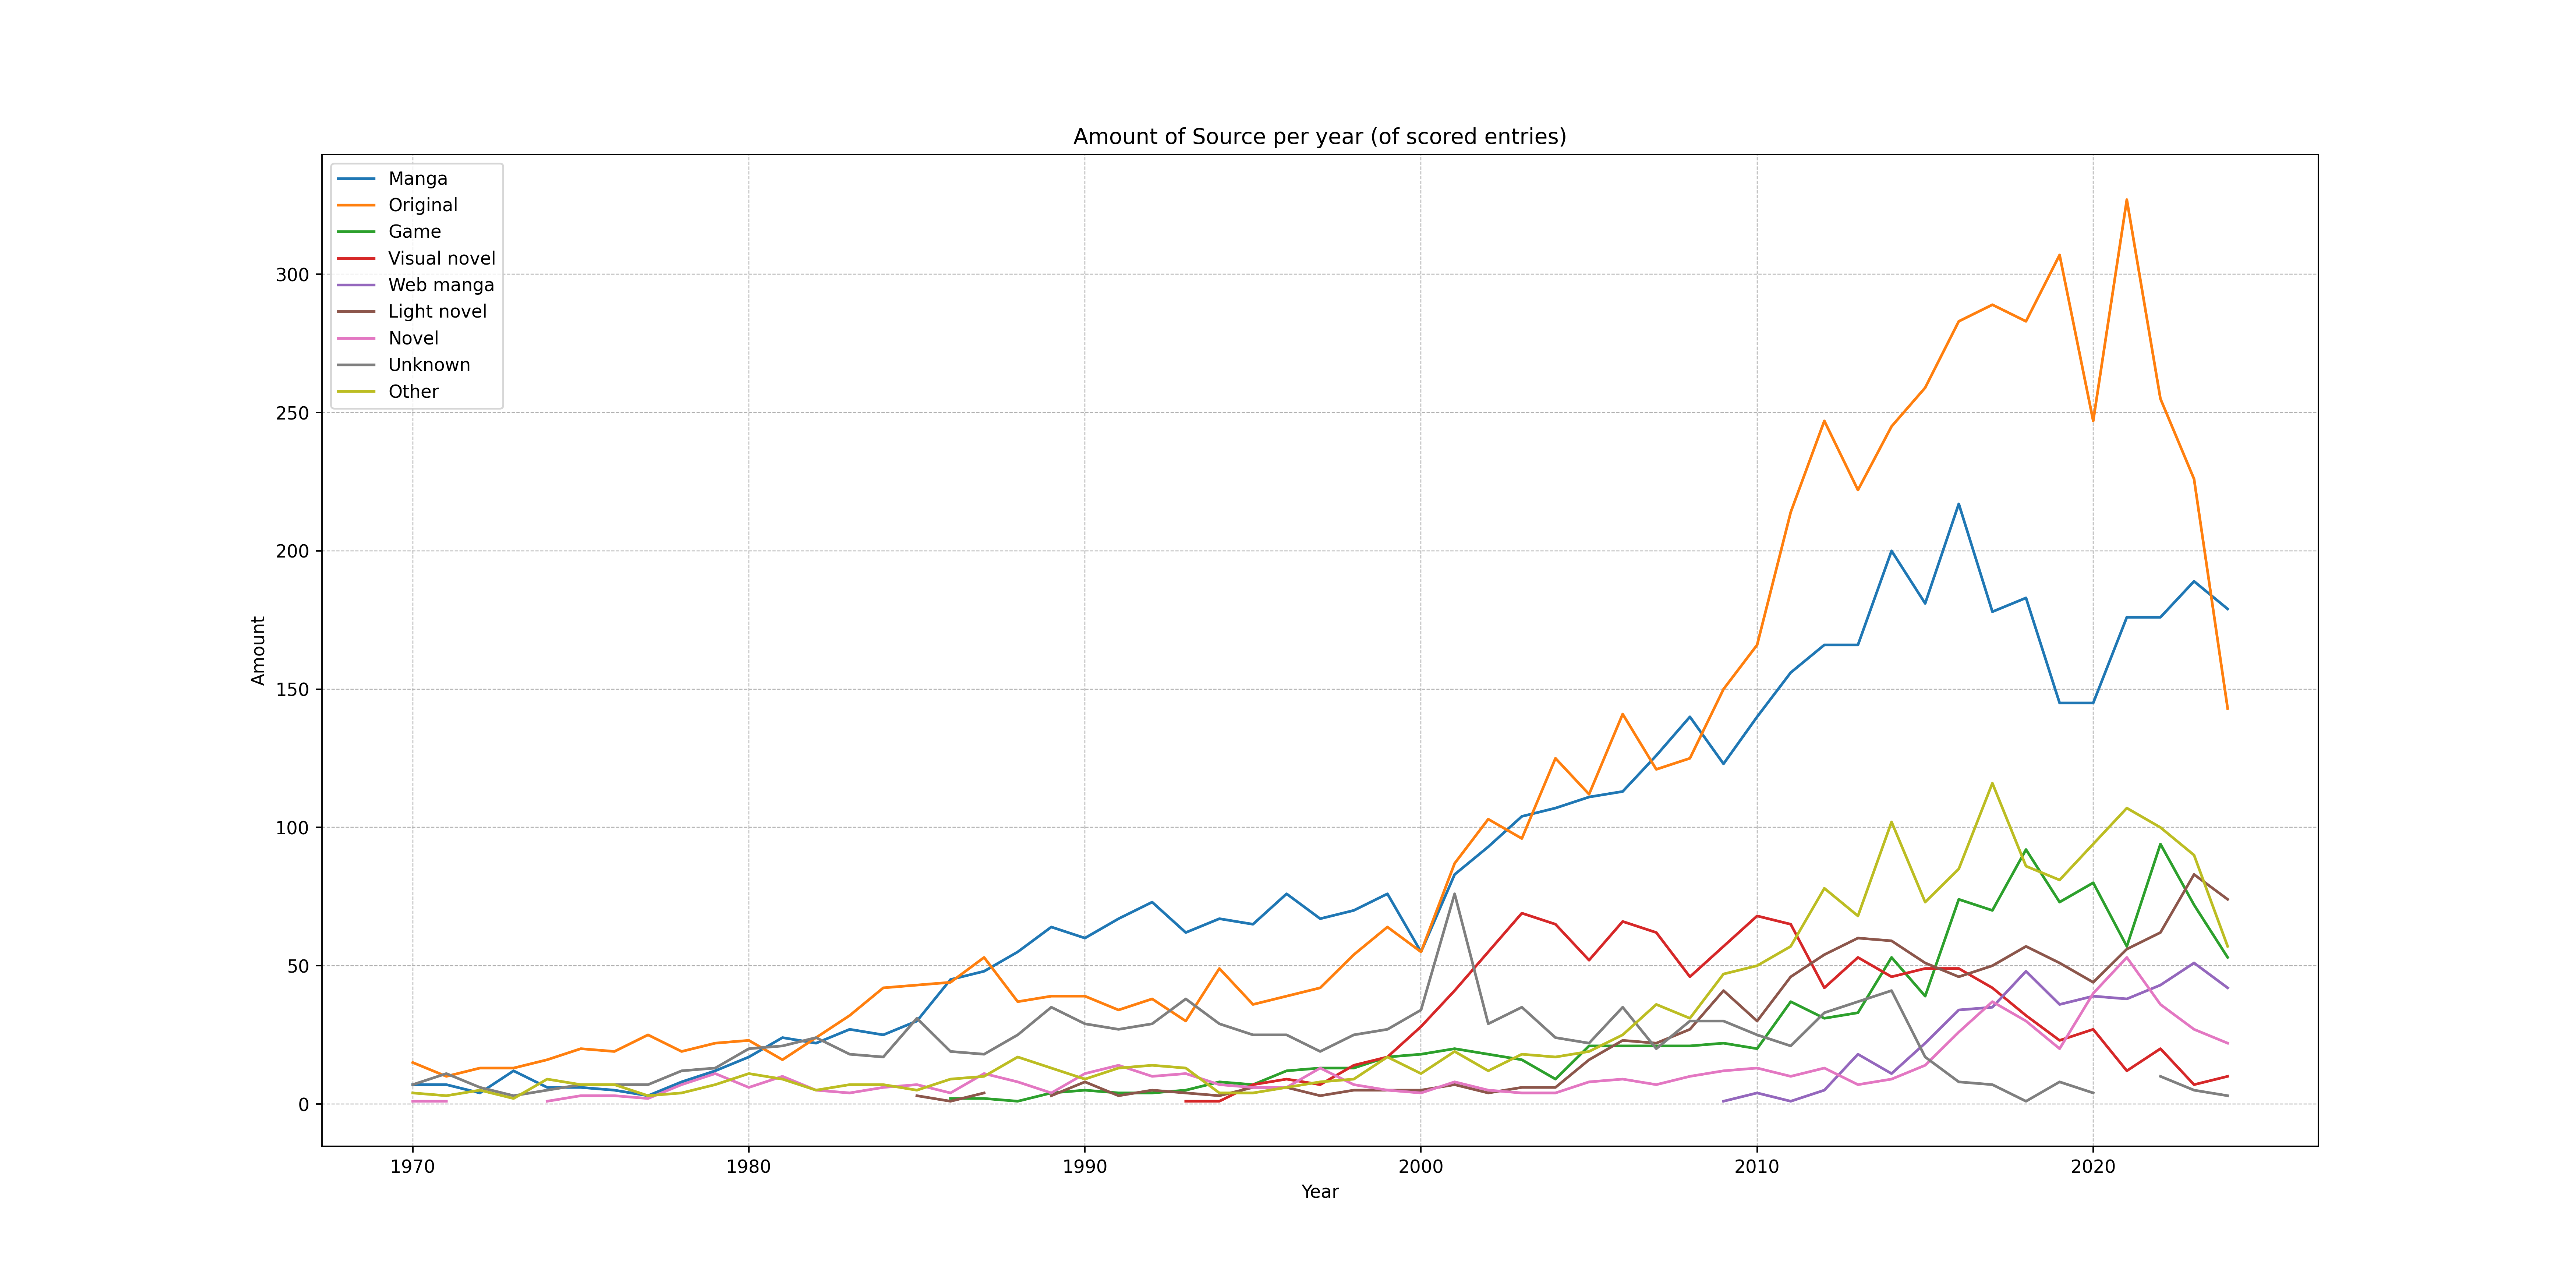 Amount of Source per year (of scored entries)
Manga
Original
Game
Visual novel
Web manga
Light novel
Novel
Unknown
Other
300
250
200
150
100
50
0
Amount
1970 1980 1990 2000 2010 2020
Year